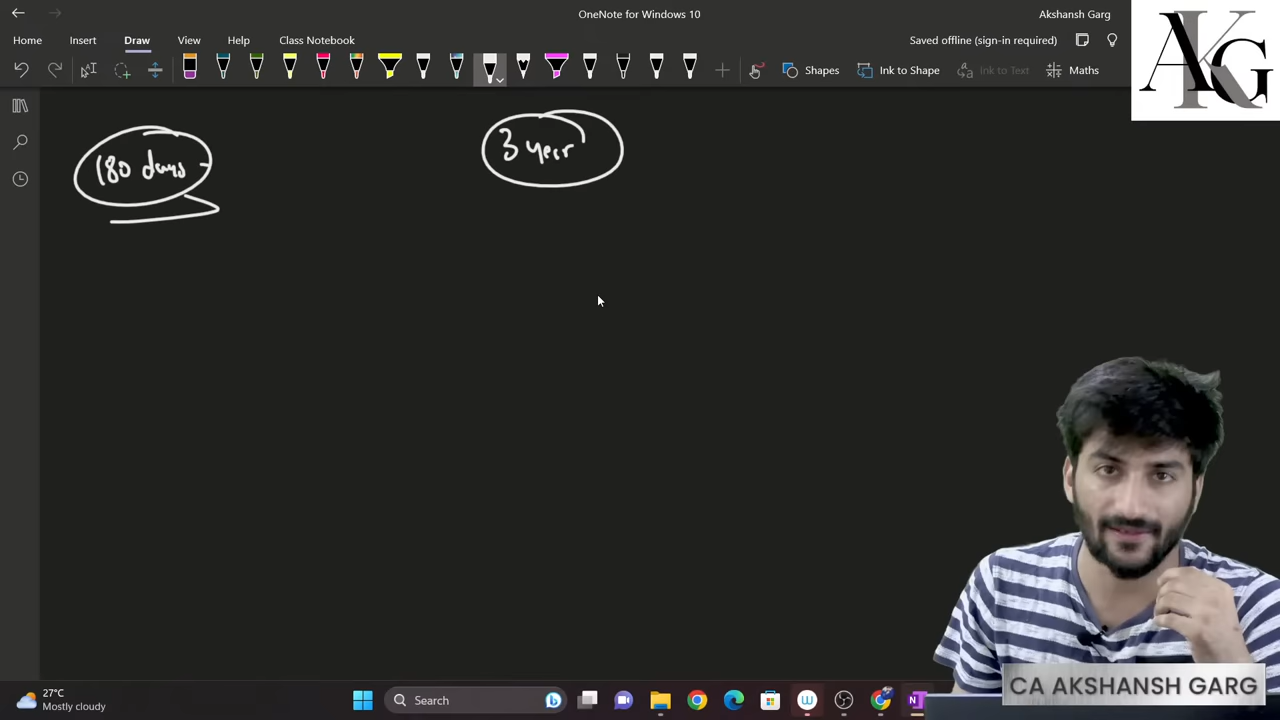 OneNote for Windows 10
Akshansh Garg
Home Insert Draw View Help Class Notebook
Saved offline (sign-in required)
Shapes Ink to Shape Ink to Text Maths
AKG
180 days
3 year
CA AKSHANSH GARG
27°C
Mostly cloudy
Search